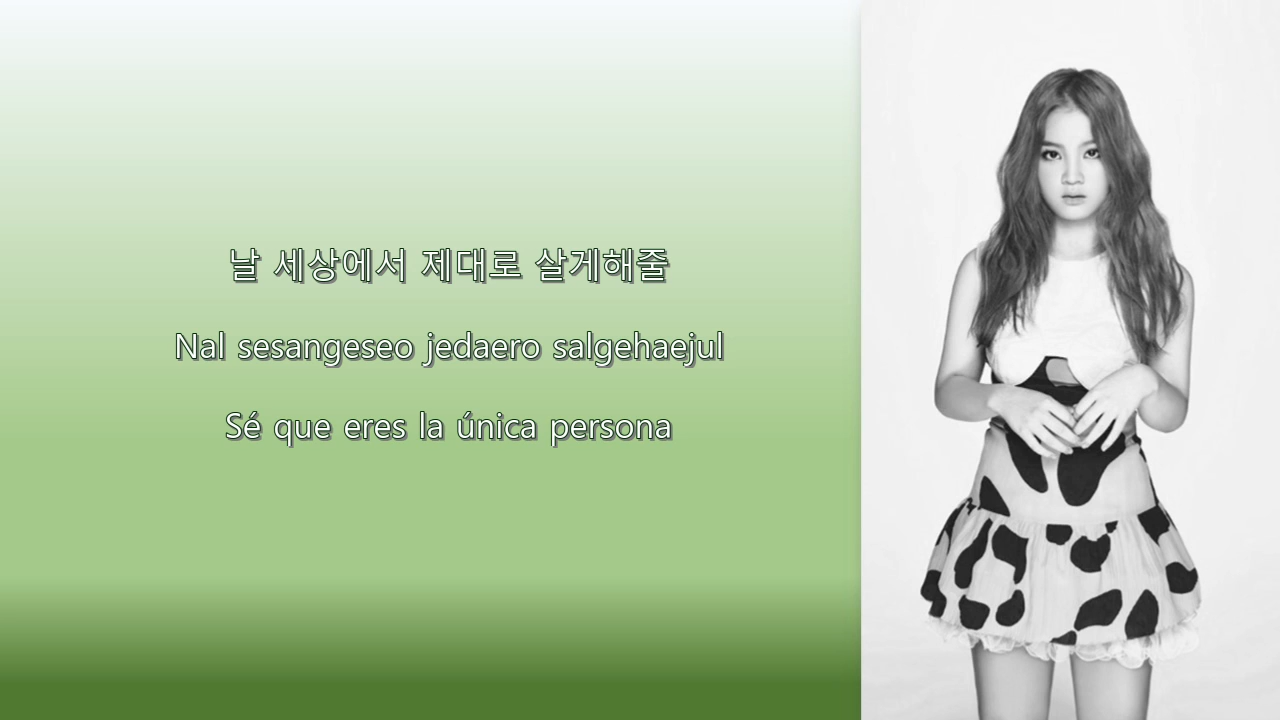 날 세상에서 제대로 살게해줄
Nal sesangeseo jedaero salgehaejul
Sé que eres la única persona